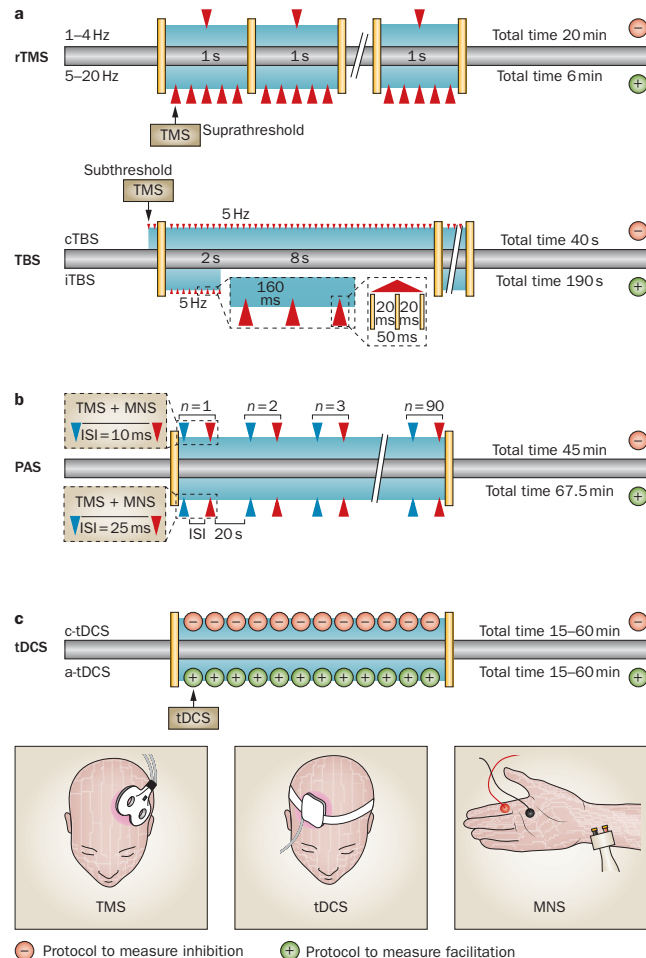 a
1–4 Hz
Total time 20 min
−
rTMS
1 s
1 s
1 s
5–20 Hz
Total time 6 min
+
TMS
Suprathreshold
Subthreshold
TMS
5 Hz
cTBS
Total time 40 s
−
TBS
2 s
8 s
iTBS
Total time 190 s
+
5 Hz
160
ms
20
ms
20
ms
50 ms
b
n=1
n=2
n=3
n=90
TMS + MNS
ISI=10 ms
Total time 45 min
−
PAS
Total time 67.5 min
+
TMS + MNS
ISI=25 ms
ISI
20 s
c
c-tDCS
− − − − − − − − − − − −
Total time 15–60 min
−
tDCS
a-tDCS
+ + + + + + + + + + + +
Total time 15–60 min
+
tDCS
TMS
tDCS
MNS
− Protocol to measure inhibition
+ Protocol to measure facilitation